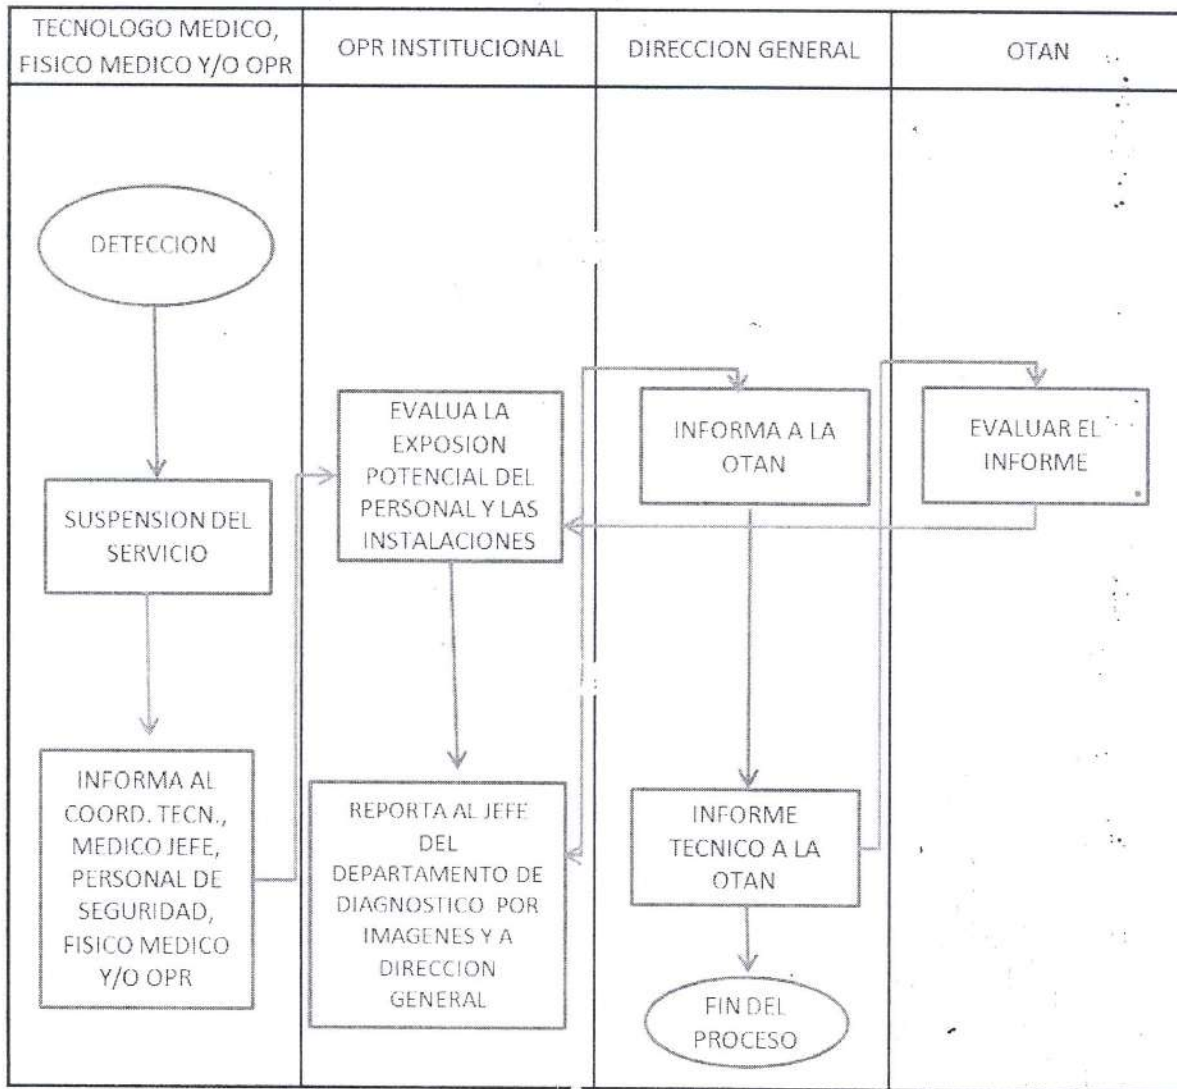 TECNOLOGO MEDICO,
FISICO MEDICO Y/O OPR
OPR INSTITUCIONAL
DIRECCION GENERAL
OTAN
DETECCION
SUSPENSION DEL
SERVICIO
INFORMA AL
COORD. TECN.,
MEDICO JEFE,
PERSONAL DE
SEGURIDAD,
FISICO MEDICO
Y/O OPR
EVALUA LA
EXPOSION
POTENCIAL DEL
PERSONAL Y LAS
INSTALACIONES
REPORTA AL JEFE
DEL
DEPARTAMENTO DE
DIAGNOSTICO POR
IMAGENES Y A
DIRECCION
GENERAL
INFORMA A LA
OTAN
INFORME
TECNICO A LA
OTAN
FIN DEL
PROCESO
EVALUAR EL
INFORME